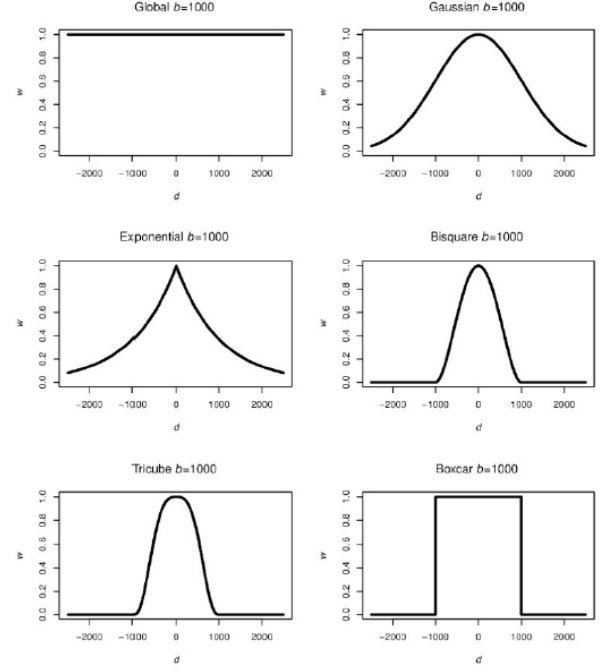 Global b=1000
Gaussian b=1000
w
0.0 0.2 0.4 0.6 0.8 1.0
w
0.0 0.2 0.4 0.6 0.8 1.0
−2000 −1000 0 1000 2000
−2000 −1000 0 1000 2000
d
d
Exponential b=1000
Bisquare b=1000
w
0.0 0.2 0.4 0.6 0.8 1.0
w
0.0 0.2 0.4 0.6 0.8 1.0
−2000 −1000 0 1000 2000
−2000 −1000 0 1000 2000
d
d
Tricube b=1000
Boxcar b=1000
w
0.0 0.2 0.4 0.6 0.8 1.0
w
0.0 0.2 0.4 0.6 0.8 1.0
−2000 −1000 0 1000 2000
−2000 −1000 0 1000 2000
d
d